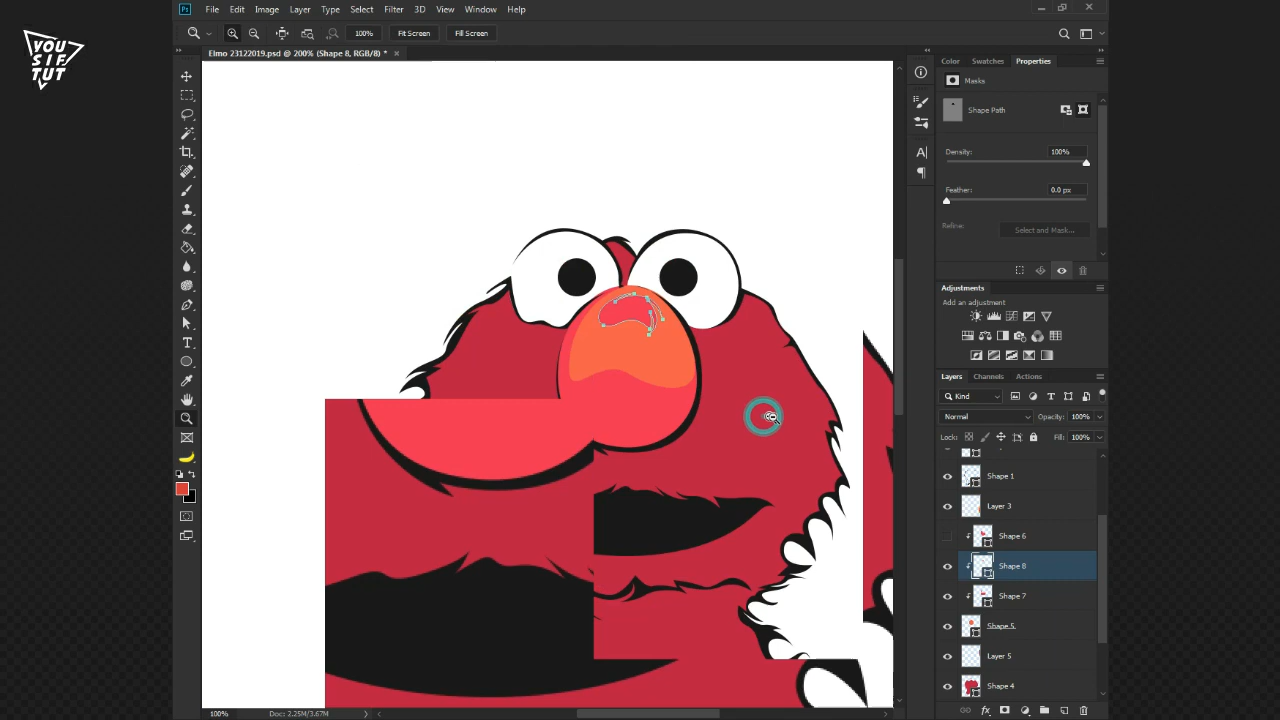 YOU
SIF
TUT
Ps File Edit Image Layer Type Select Filter 3D View Window Help
100% Fit Screen Fill Screen
Elmo 23122019.psd @ 200% (Shape 8, RGB/8) *
Color Swatches Properties
Masks
Shape Path
Density: 100%
Feather: 0.0 px
Refine: Select and Mask...
Adjustments
Add an adjustment
Layers Channels Actions
Kind
Normal Opacity: 100%
Lock: Fill: 100%
Shape 1
Layer 3
Shape 6
Shape 8
Shape 7
Shape 5
Layer 5
Shape 4
100% Doc: 2.25M/3.67M